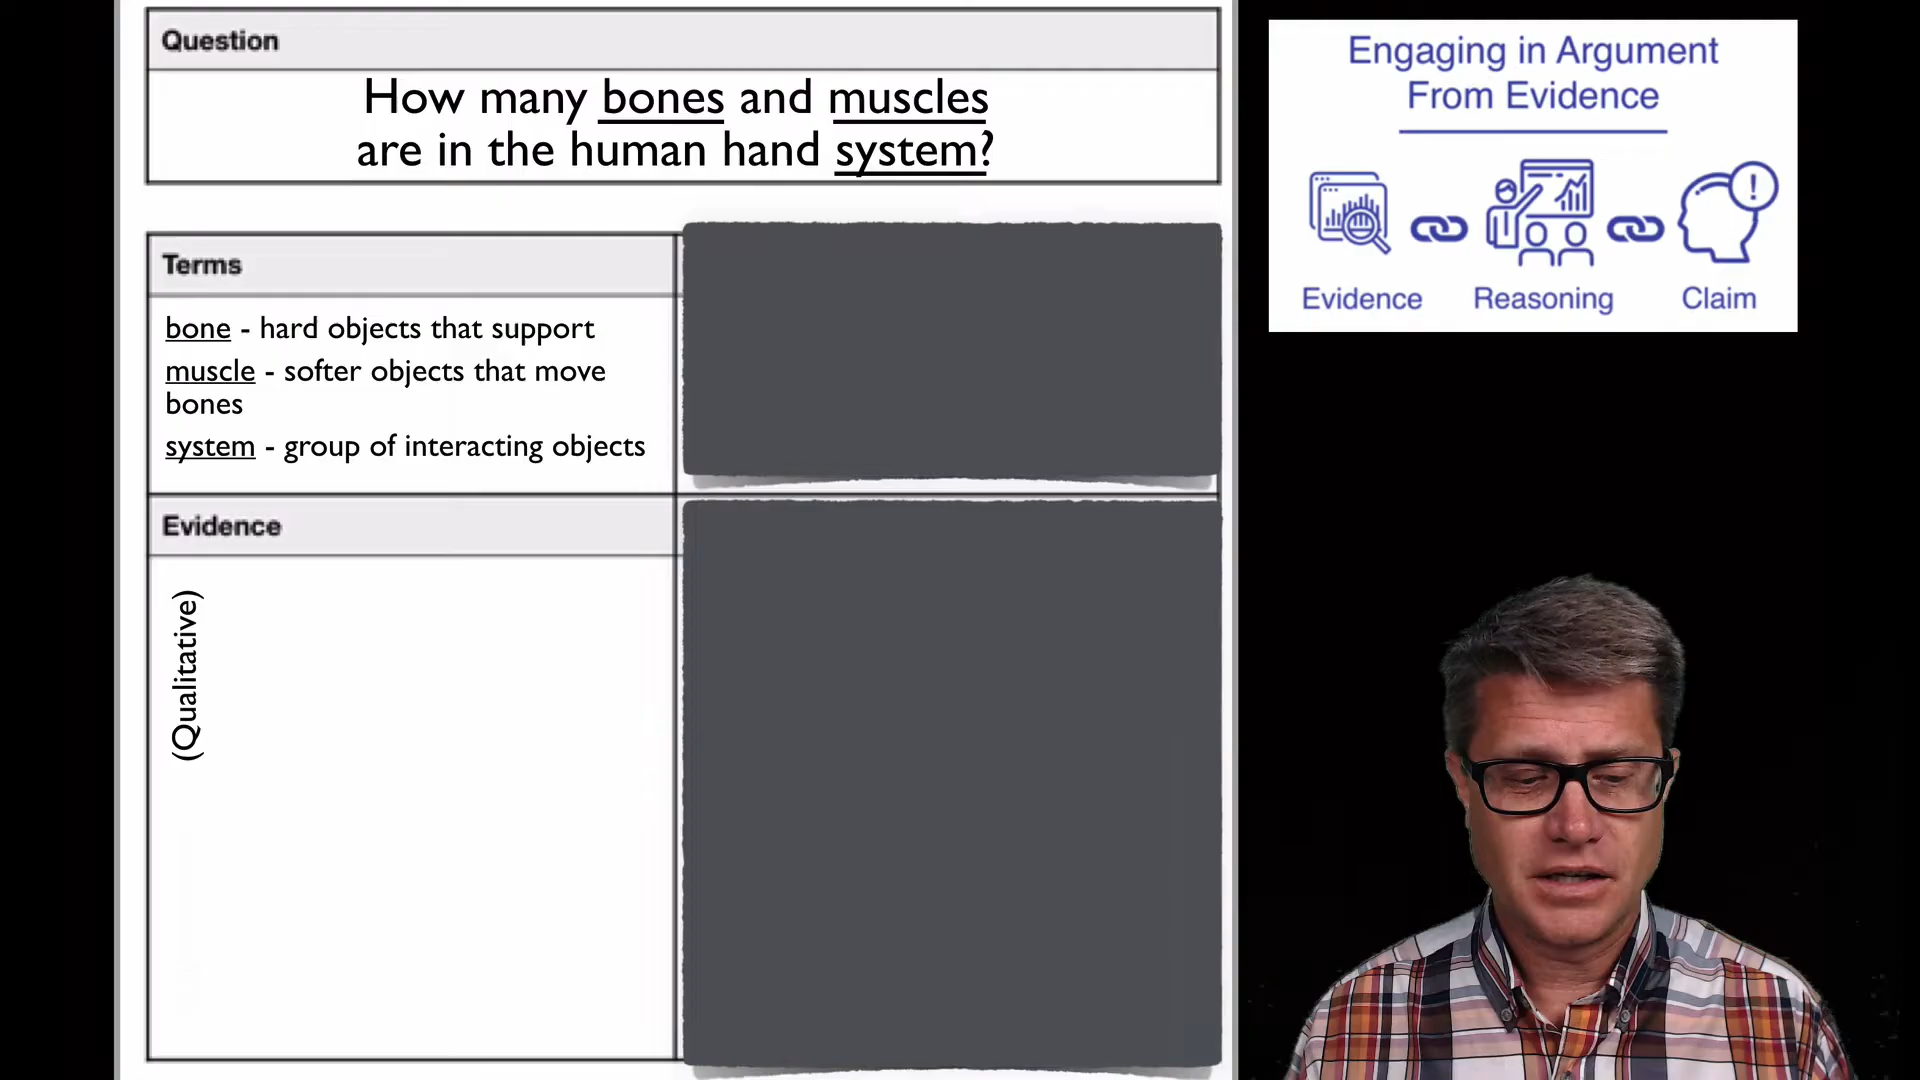 Question
How many bones and muscles
are in the human hand system?
Terms
bone - hard objects that support
muscle - softer objects that move
bones
system - group of interacting objects
Evidence
(Qualitative)
Engaging in Argument
From Evidence
Evidence Reasoning Claim